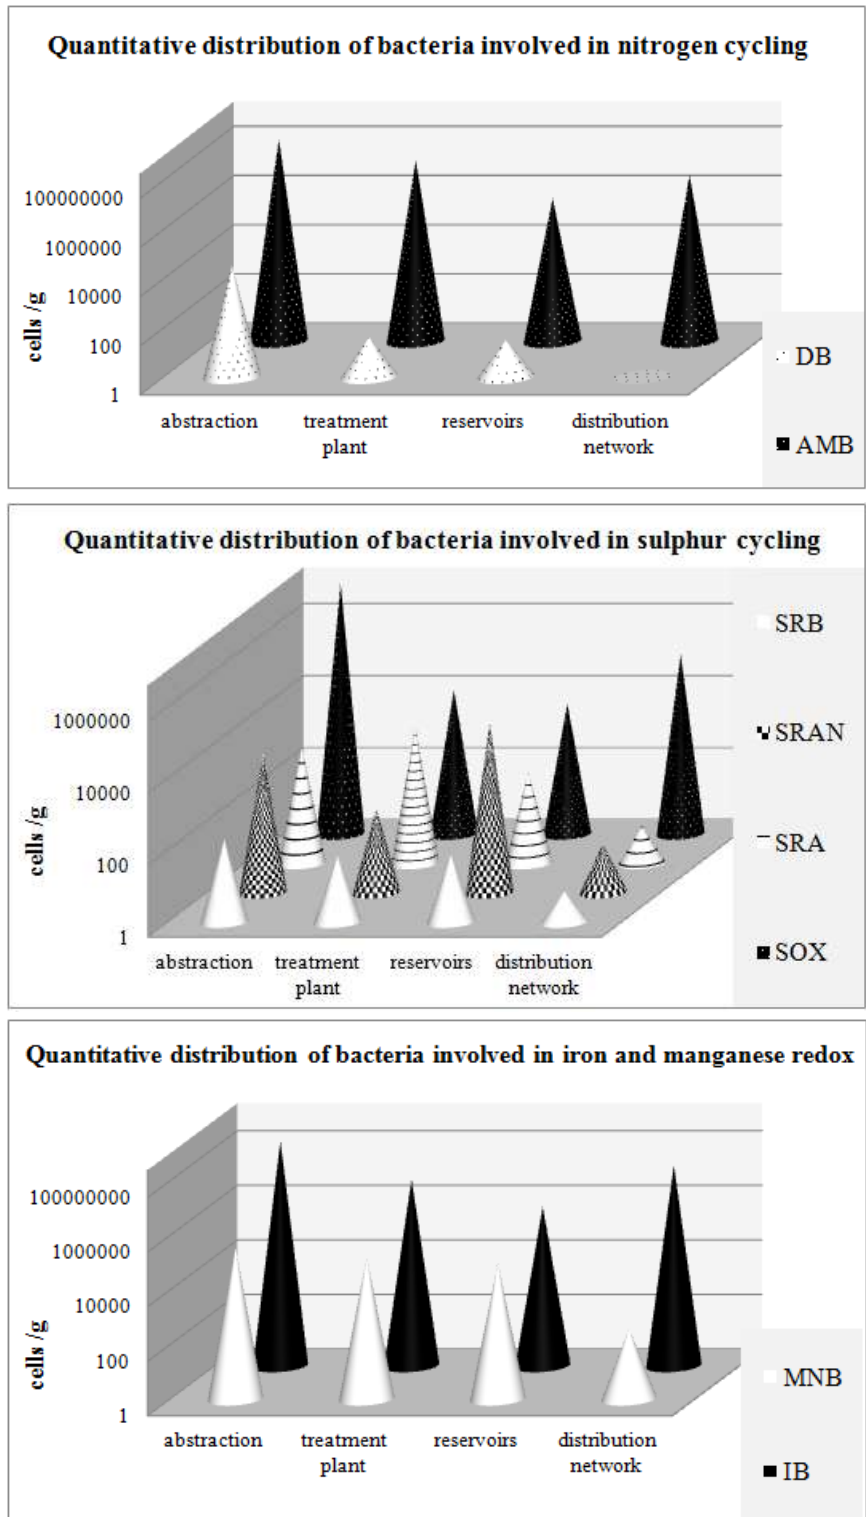 Quantitative distribution of bacteria involved in nitrogen cycling
100000000
1000000
10000
100
1
cells /g
abstraction
treatment
plant
reservoirs
distribution
network
DB
AMB
Quantitative distribution of bacteria involved in sulphur cycling
1000000
10000
100
1
cells /g
abstraction
treatment
plant
reservoirs
distribution
network
SRB
SRAN
SRA
SOX
Quantitative distribution of bacteria involved in iron and manganese redox
100000000
1000000
10000
100
1
cells /g
abstraction
treatment
plant
reservoirs
distribution
network
MNB
IB